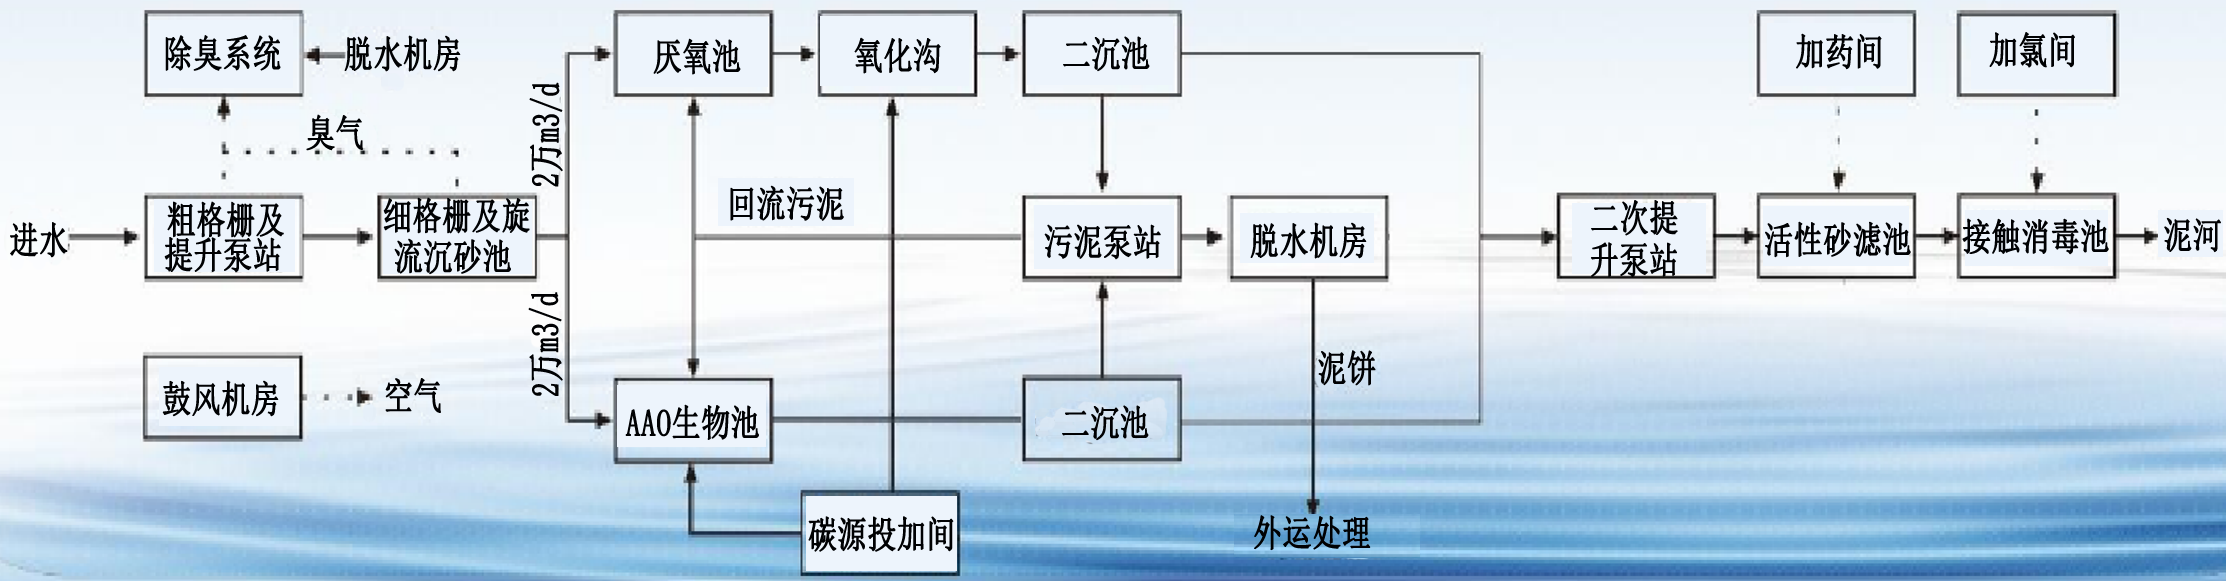 除臭系统
脱水机房
厌氧池
氧化沟
二沉池
加药间
加氯间
臭气
2万m3/d
进水
粗格栅及
提升泵站
细格栅及旋
流沉砂池
回流污泥
污泥泵站
脱水机房
二次提
升泵站
活性砂滤池
接触消毒池
泥河
2万m3/d
鼓风机房
空气
AAO生物池
二沉池
泥饼
碳源投加间
外运处理